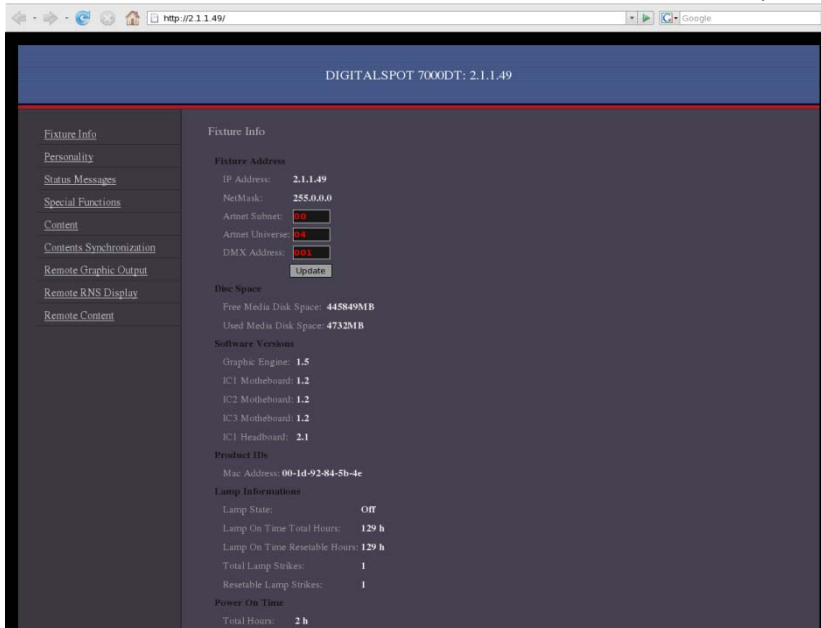 http://2.1.1.49/
Google
DIGITALSPOT 7000DT: 2.1.1.49
Fixture Info
Personality
Status Messages
Special Functions
Content
Contents Synchronization
Remote Graphic Output
Remote RNS Display
Remote Content
Fixture Info
Fixture Address
IP Address: 2.1.1.49
NetMask: 255.0.0.0
Artnet Subnet: 00
Artnet Universe: 04
DMX Address: 001
Update
Disc Space
Free Media Disk Space: 445849MB
Used Media Disk Space: 4732MB
Software Versions
Graphic Engine: 1.5
IC1 Motheboard: 1.2
IC2 Motheboard: 1.2
IC3 Motheboard: 1.2
IC1 Headboard: 2.1
Product IDs
Mac Address: 00-1d-92-84-5b-4e
Lamp Informations
Lamp State: Off
Lamp On Time Total Hours: 129 h
Lamp On Time Resetable Hours: 129 h
Total Lamp Strikes: 1
Resetable Lamp Strikes: 1
Power On Time
Total Hours: 2 h